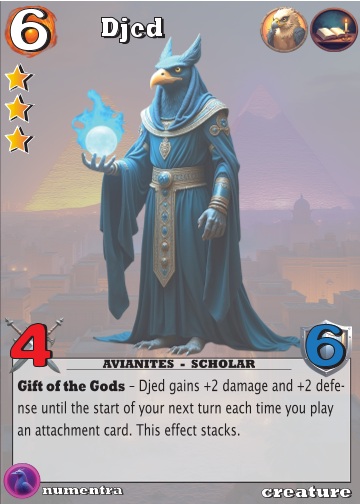 6 Djed
4 6
AVIANITES - SCHOLAR
Gift of the Gods - Djed gains +2 damage and +2 defe-
nse until the start of your next turn each time you play
an attachment card. This effect stacks.
numentra creature